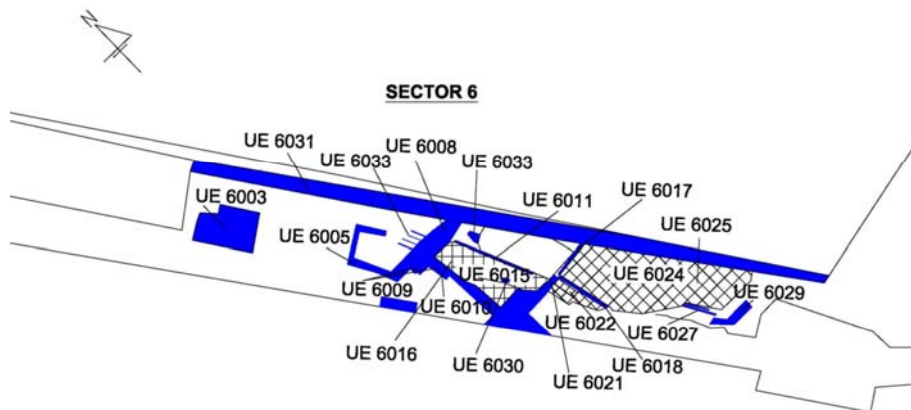 N
SECTOR 6
UE 6031
UE 6008
UE 6033
UE 6033
UE 6011
UE 6017
UE 6003
UE 6025
UE 6005
UE 6015
UE 6024
UE 6009
UE 6010
UE 6029
UE 6022
UE 6027
UE 6016
UE 6030
UE 6018
UE 6021